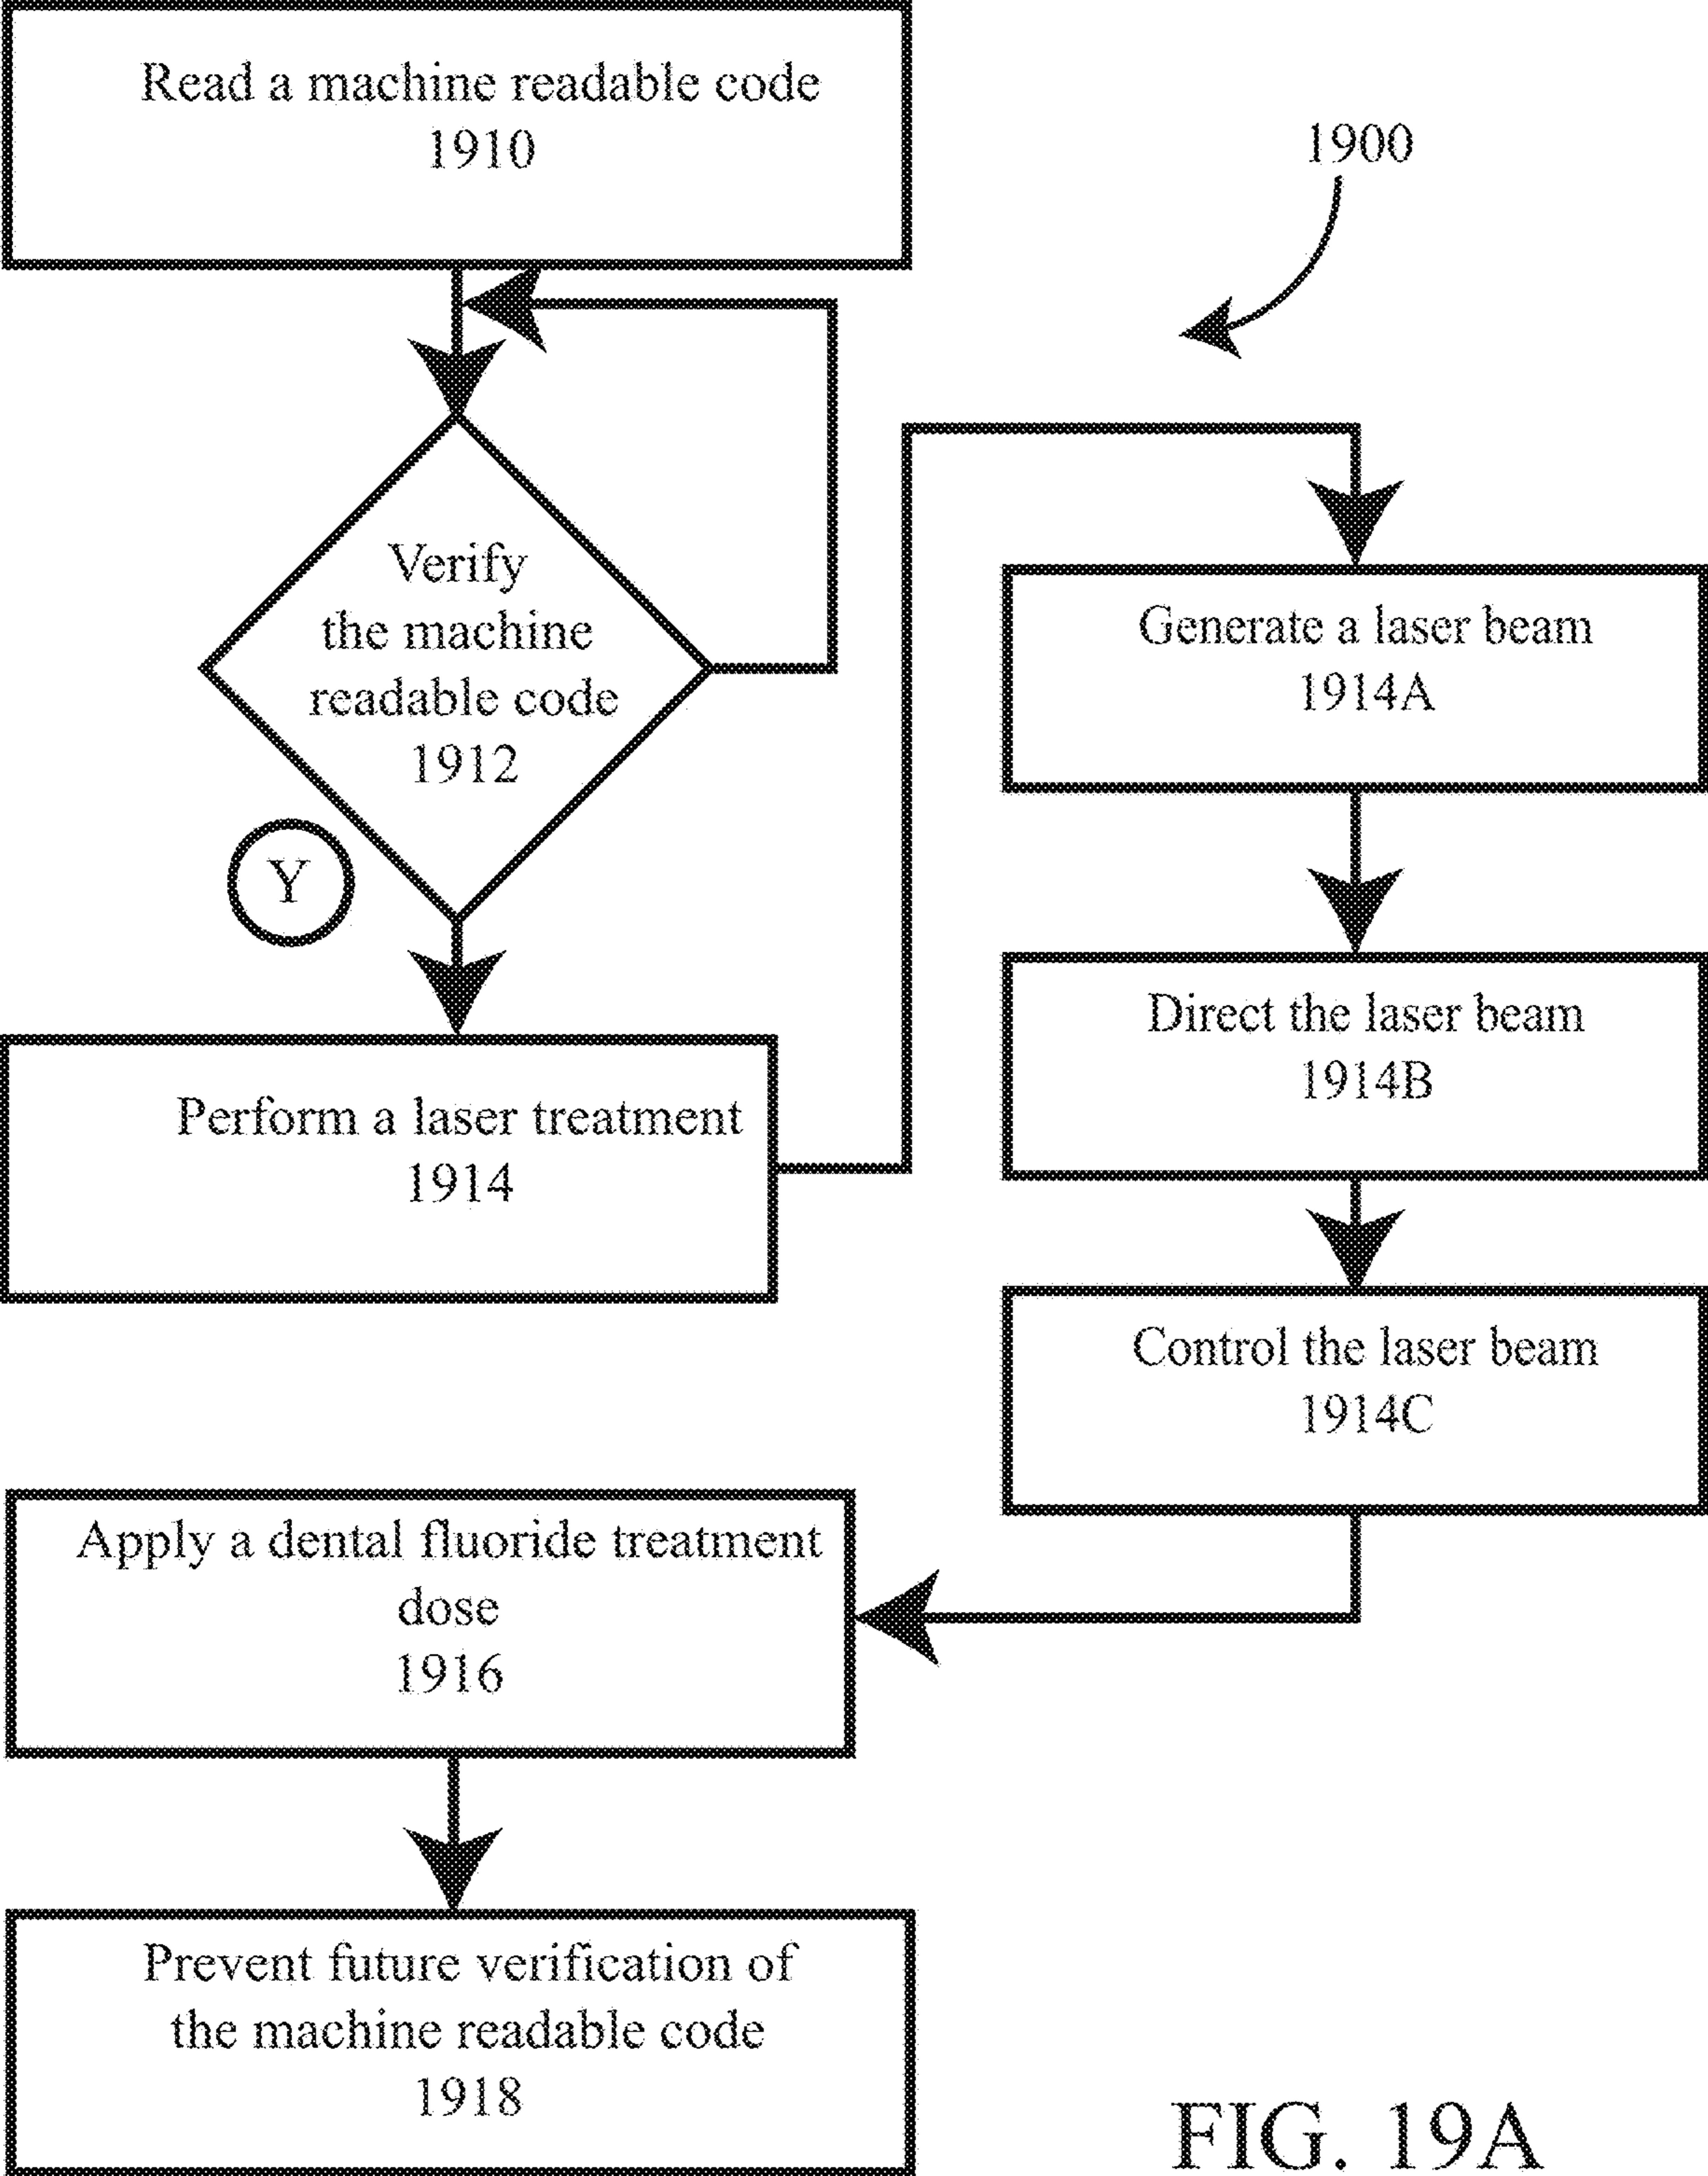 Read a machine readable code
1910
1900
Verify
the machine
readable code
1912
Y
Perform a laser treatment
1914
Generate a laser beam
1914A
Direct the laser beam
1914B
Control the laser beam
1914C
Apply a dental fluoride treatment
dose
1916
Prevent future verification of
the machine readable code
1918
FIG. 19A